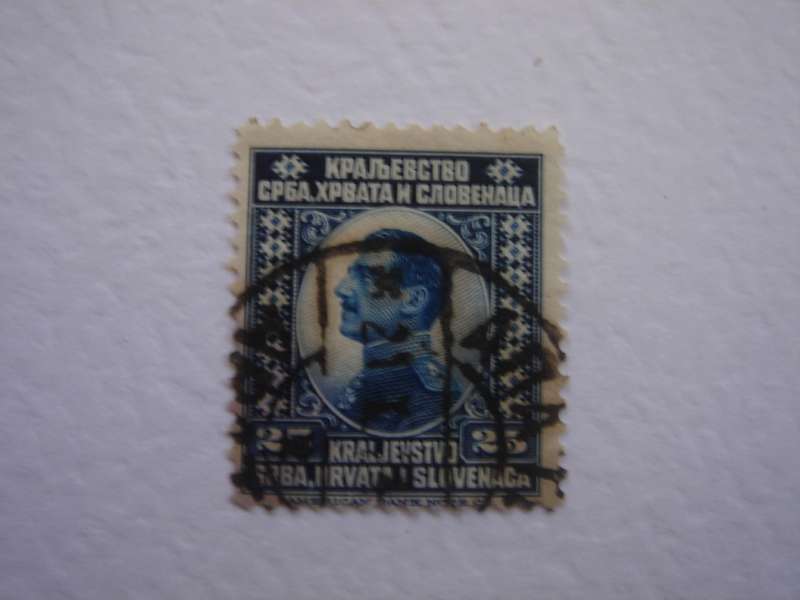 КРАЉЕВСТВО
СРБА, ХРВАТА И СЛОВЕНАЦА
25 25
KRALJEVSTVO
SRBA, HRVATA I SLOVENACA